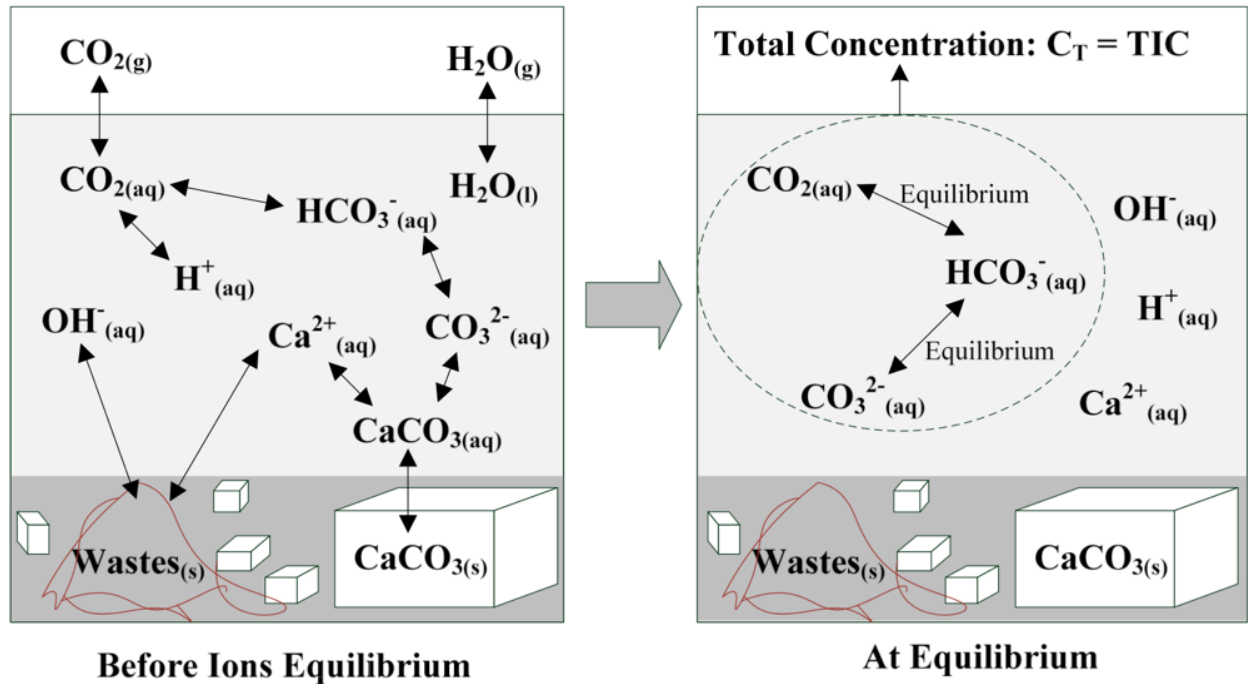 CO₂(g)
H₂O(g)
CO₂(aq)
H₂O(l)
HCO₃⁻(aq)
H⁺(aq)
OH⁻(aq)
Ca²⁺(aq)
CO₃²⁻(aq)
CaCO₃(aq)
Wastes(s)
CaCO₃(s)
Before Ions Equilibrium
Total Concentration: C_T = TIC
CO₂(aq)
Equilibrium
OH⁻(aq)
HCO₃⁻(aq)
H⁺(aq)
Equilibrium
CO₃²⁻(aq)
Ca²⁺(aq)
Wastes(s)
CaCO₃(s)
At Equilibrium